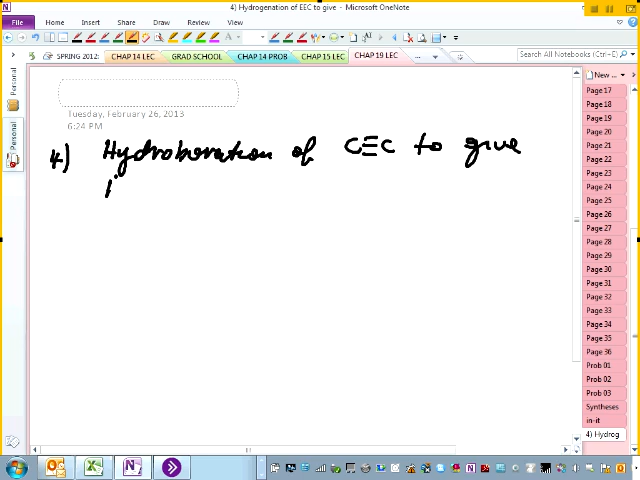 4) Hydrogenation of EEC to give - Microsoft OneNote
File Home Insert Share Draw Review View
SPRING 2012: CHAP 14 LEC GRAD SCHOOL CHAP 14 PROB CHAP 15 LEC CHAP 19 LEC ... Search All Notebooks (Ctrl+E)
Personal
Personal
Tuesday, February 26, 2013
6:24 PM
4) Hydroboration of C≡C to give
New ...
Page17
Page 18
Page 19
Page 20
Page 21
Page 22
Page 23
Page 24
Page 25
Page 26
Page 27
Page 28
Page 29
Page 30
Page 31
Page 32
Page 33
Page 34
Page 35
Page 36
Prob 01
Prob 02
Prob 03
Syntheses
in-it
4) Hydrog